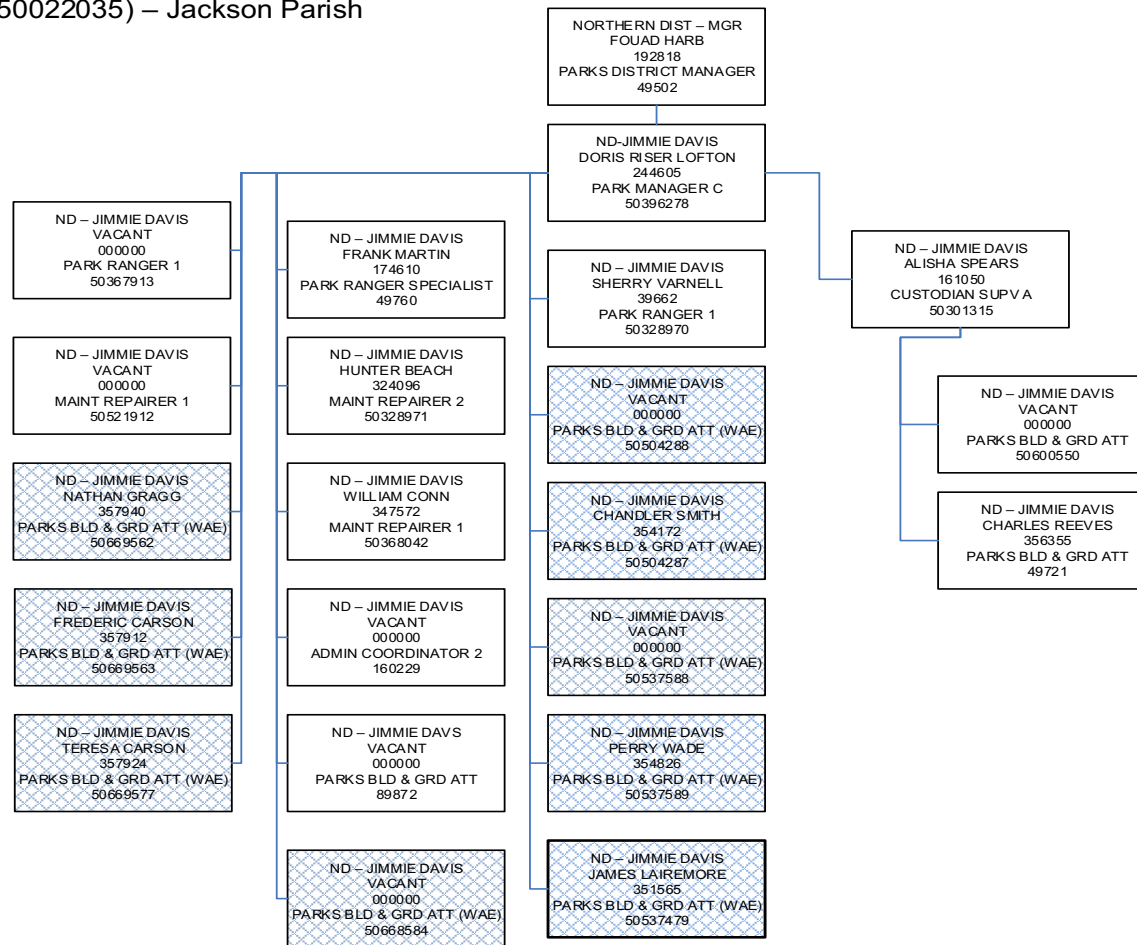 50022035) – Jackson Parish
NORTHERN DIST – MGR
FOUAD HARB
192818
PARKS DISTRICT MANAGER
49502
ND-JIMMIE DAVIS
DORIS RISER LOFTON
244605
PARK MANAGER C
50396278
ND – JIMMIE DAVIS
VACANT
000000
PARK RANGER 1
50367913
ND – JIMMIE DAVIS
VACANT
000000
MAINT REPAIRER 1
50521912
ND – JIMMIE DAVIS
NATHAN GRAGG
357940
PARKS BLD & GRD ATT (WAE)
50669562
ND – JIMMIE DAVIS
FREDERIC CARSON
357912
PARKS BLD & GRD ATT (WAE)
50669563
ND – JIMMIE DAVIS
TERESA CARSON
357924
PARKS BLD & GRD ATT (WAE)
50669577
ND – JIMMIE DAVIS
FRANK MARTIN
174610
PARK RANGER SPECIALIST
49760
ND – JIMMIE DAVIS
HUNTER BEACH
324096
MAINT REPAIRER 2
50328971
ND – JIMMIE DAVIS
WILLIAM CONN
347572
MAINT REPAIRER 1
50368042
ND – JIMMIE DAVIS
VACANT
000000
ADMIN COORDINATOR 2
160229
ND – JIMMIE DAVS
VACANT
000000
PARKS BLD & GRD ATT
89872
ND – JIMMIE DAVIS
VACANT
000000
PARKS BLD & GRD ATT (WAE)
50668584
ND – JIMMIE DAVIS
SHERRY VARNELL
39662
PARK RANGER 1
50328970
ND – JIMMIE DAVIS
VACANT
000000
PARKS BLD & GRD ATT (WAE)
50504288
ND – JIMMIE DAVIS
CHANDLER SMITH
354172
PARKS BLD & GRD ATT (WAE)
50504287
ND – JIMMIE DAVIS
VACANT
000000
PARKS BLD & GRD ATT (WAE)
50537588
ND – JIMMIE DAVIS
PERRY WADE
354826
PARKS BLD & GRD ATT (WAE)
50537589
ND – JIMMIE DAVIS
JAMES LAIREMORE
351565
PARKS BLD & GRD ATT (WAE)
50537479
ND – JIMMIE DAVIS
ALISHA SPEARS
161050
CUSTODIAN SUPV A
50301315
ND – JIMMIE DAVIS
VACANT
000000
PARKS BLD & GRD ATT
50600550
ND – JIMMIE DAVIS
CHARLES REEVES
356355
PARKS BLD & GRD ATT
49721